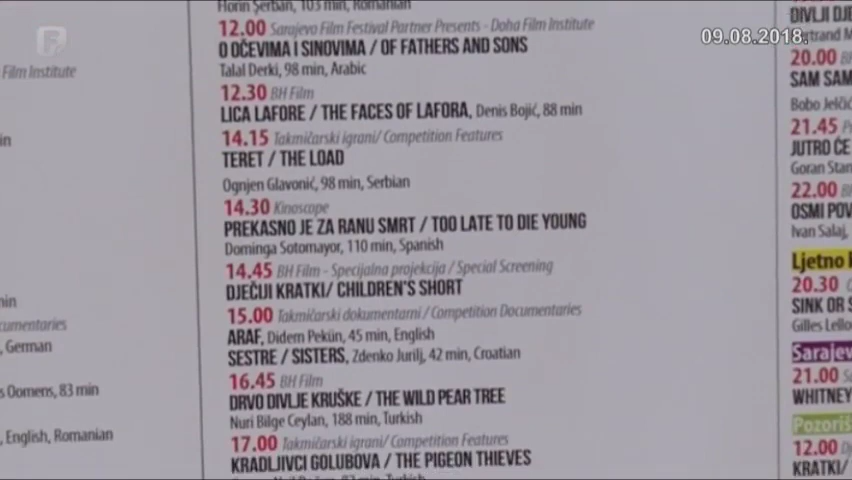 09.08.2018.
Film Institute
in
min
cumentaries
, German
s Oomens, 83 min
, English, Romanian
Florin Şerban, 103 min, Romanian
12.00 Sarajevo Film Festival Partner Presents - Doha Film Institute
O OČEVIMA I SINOVIMA / OF FATHERS AND SONS
Talal Derki, 98 min, Arabic
12.30 BH Film
LICA LAFORE / THE FACES OF LAFORA, Denis Bojić, 88 min
14.15 Takmičarski igrani/ Competition Features
TERET / THE LOAD
Ognjen Glavonić, 98 min, Serbian
14.30 Kinoscope
PREKASNO JE ZA RANU SMRT / TOO LATE TO DIE YOUNG
Dominga Sotomayor, 110 min, Spanish
14.45 BH Film - Specijalna projekcija / Special Screening
DJEČIJI KRATKI/ CHILDREN'S SHORT
15.00 Takmičarski dokumentarni / Competition Documentaries
ARAF, Didem Pekün, 45 min, English
SESTRE / SISTERS, Zdenko Jurilj, 42 min, Croatian
16.45 BH Film
DRVO DIVLJE KRUŠKE / THE WILD PEAR TREE
Nuri Bilge Ceylan, 188 min, Turkish
17.00 Takmičarski igrani/ Competition Features
KRADLJIVCI GOLUBOVA / THE PIGEON THIEVES
DIVLJI DJE
ertrand M
20.00 B
SAM SAM
Bobo Jelčić
21.45
JUTRO ĆE
Goran Stan
22.00 B
OSMI POV
Ivan Salaj,
Ljetno
20.30
SINK OR S
Gilles Lello
Sarajev
21.00 S
WHITNEY
Pozoriš
12.00
KRATKI/